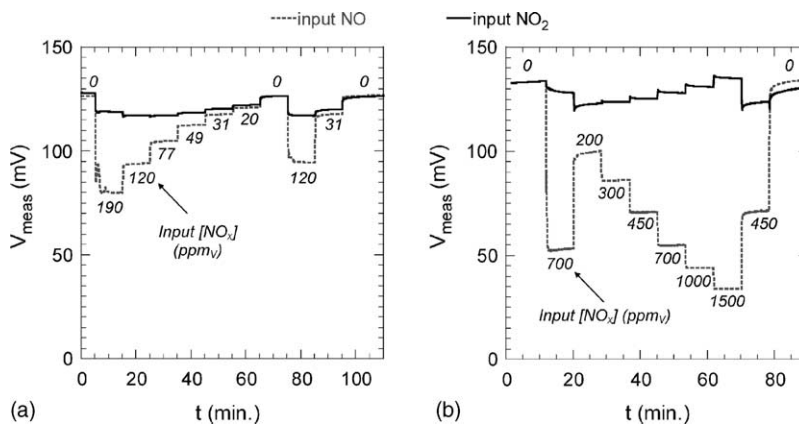 input NO
input NO2
150
100
50
0
Vmeas (mV)
0
190
120
77
49
31
20
0
120
31
0
Input [NOx]
(ppmv)
0 20 40 60 80 100
t (min.)
(a)
150
100
50
0
Vmeas (mV)
0
700
200
300
450
700
1000
1500
450
0
Input [NOx] (ppmv)
0 20 40 60 80
t (min.)
(b)